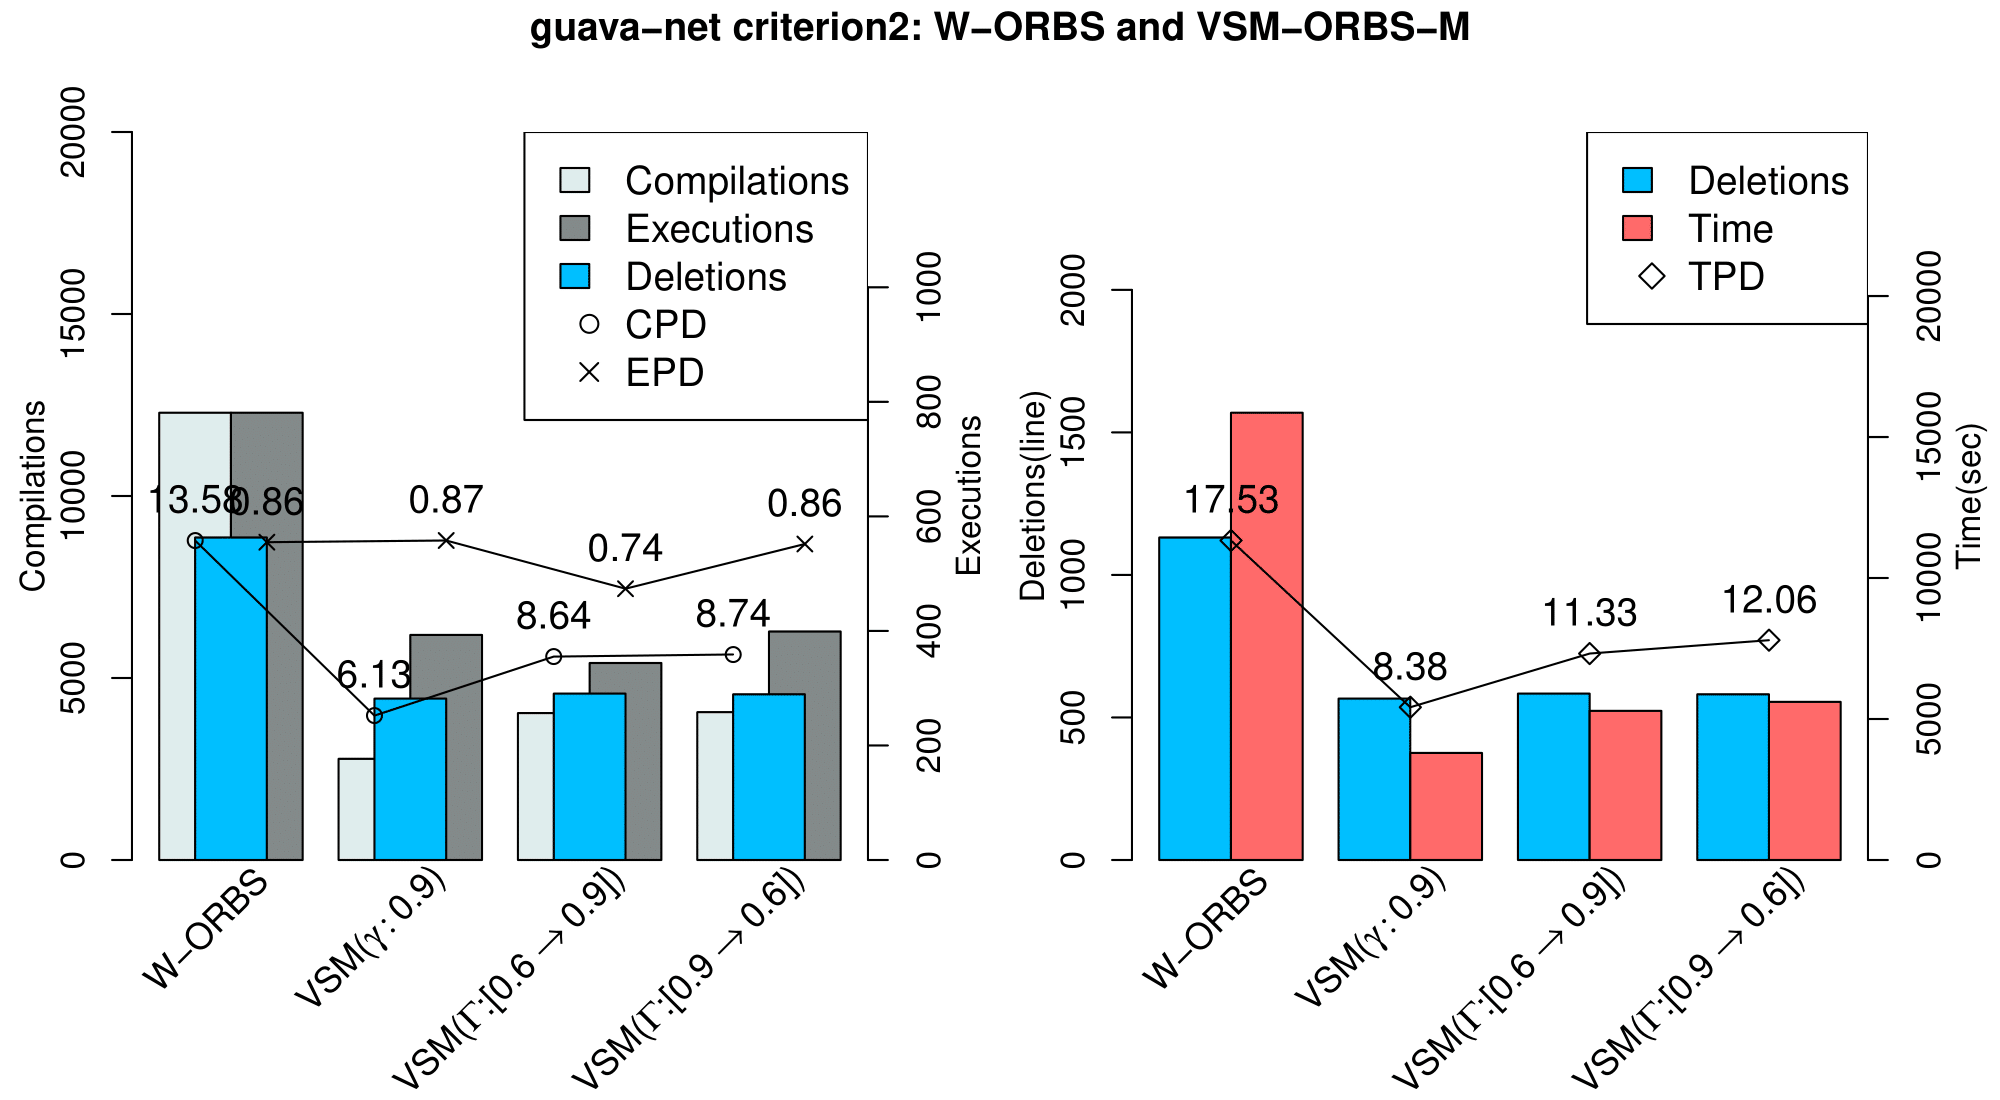 guava−net criterion2: W−ORBS and VSM−ORBS−M
Compilations
0
5000
10000
15000
20000
Compilations
Executions
Deletions
CPD
EPD
13.58
0.86
6.13
0.87
8.64
0.74
8.74
0.86
Executions
0
200
400
600
800
1000
W−ORBS
VSM(γ: 0.9)
VSM(Γ:[0.6 → 0.9])
VSM(Γ:[0.9 → 0.6])
Deletions(line)
0
500
1000
1500
2000
Deletions
Time
TPD
17.53
8.38
11.33
12.06
Time(sec)
0
50000
10000
15000
20000
W−ORBS
VSM(γ: 0.9)
VSM(Γ:[0.6 → 0.9])
VSM(Γ:[0.9 → 0.6])